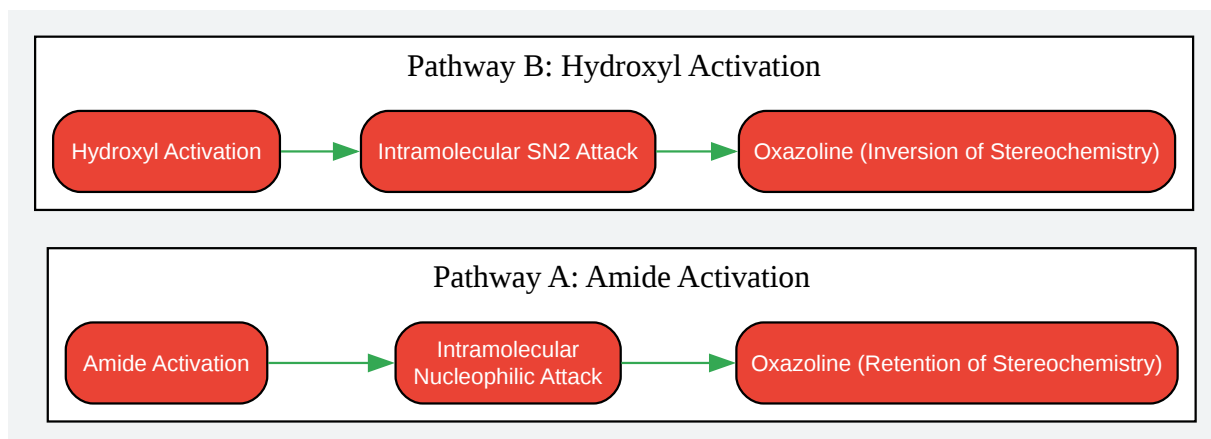 Pathway B: Hydroxyl Activation
Hydroxyl Activation
Intramolecular SN2 Attack
Oxazoline (Inversion of Stereochemistry)
Pathway A: Amide Activation
Amide Activation
Intramolecular
Nucleophilic Attack
Oxazoline (Retention of Stereochemistry)